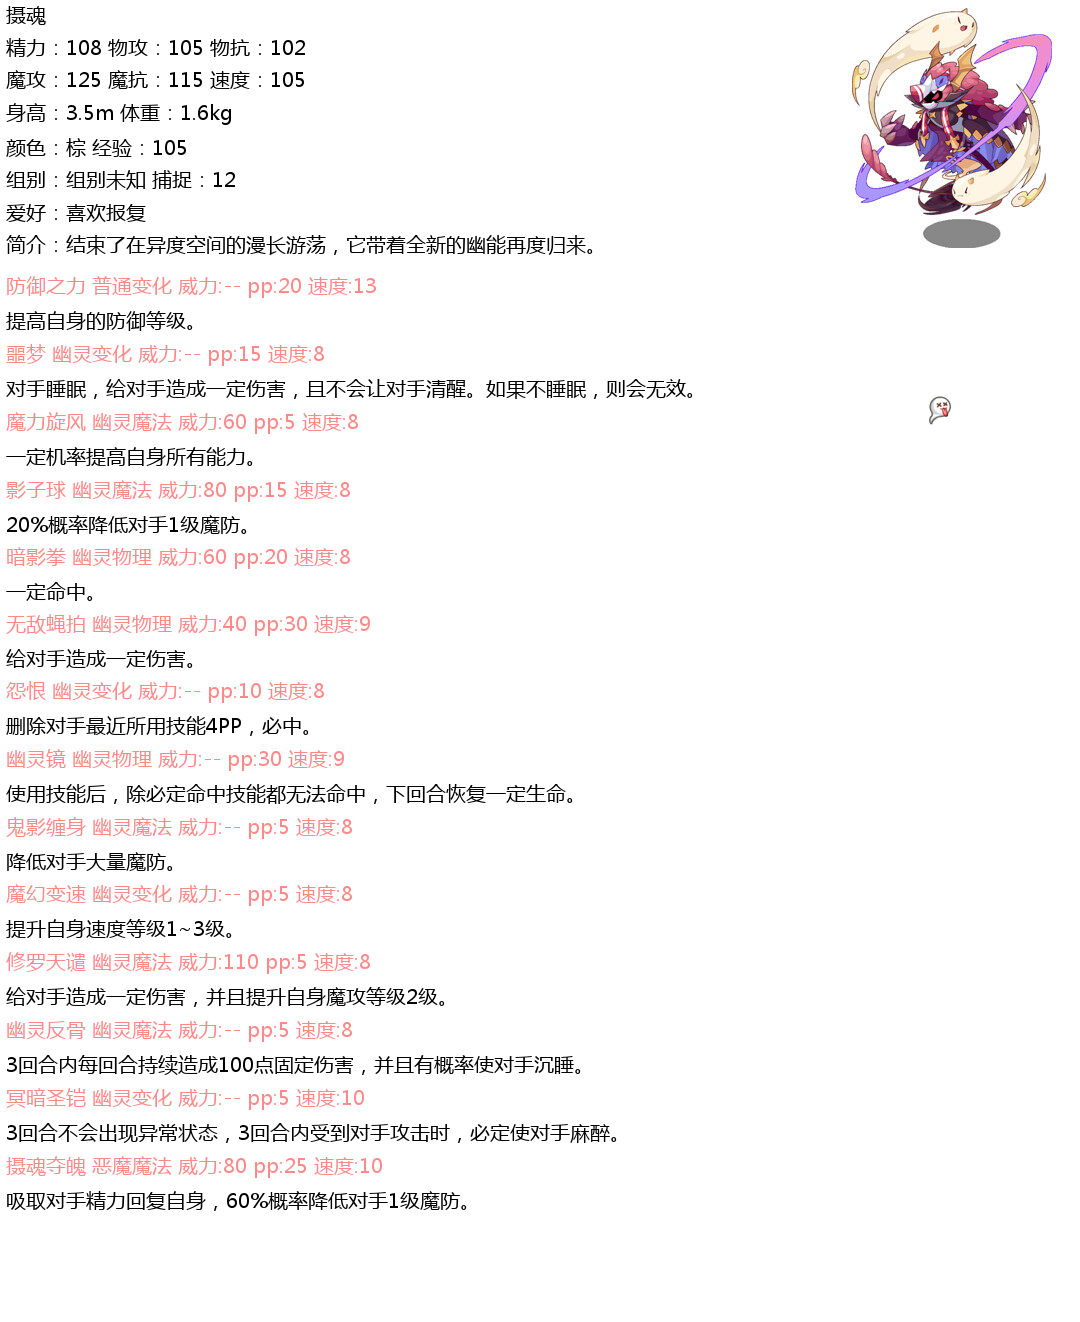 摄魂
精力：108 物攻：105 物抗：102
魔攻：125 魔抗：115 速度：105
身高：3.5m 体重：1.6kg
颜色：棕 经验：105
组别：组别未知 捕捉：12
爱好：喜欢报复
简介：结束了在异度空间的漫长游荡，它带着全新的幽能再度归来。
防御之力 普通变化 威力:-- pp:20 速度:13
提高自身的防御等级。
噩梦 幽灵变化 威力:-- pp:15 速度:8
对手睡眠，给对手造成一定伤害，且不会让对手清醒。如果不睡眠，则会无效。
魔力旋风 幽灵魔法 威力:60 pp:5 速度:8
一定机率提高自身所有能力。
影子球 幽灵魔法 威力:80 pp:15 速度:8
20%概率降低对手1级魔防。
暗影拳 幽灵物理 威力:60 pp:20 速度:8
一定命中。
无敌蝇拍 幽灵物理 威力:40 pp:30 速度:9
给对手造成一定伤害。
怨恨 幽灵变化 威力:-- pp:10 速度:8
删除对手最近所用技能4PP，必中。
幽灵镜 幽灵物理 威力:-- pp:30 速度:9
使用技能后，除必定命中技能都无法命中，下回合恢复一定生命。
鬼影缠身 幽灵魔法 威力:-- pp:5 速度:8
降低对手大量魔防。
魔幻变速 幽灵变化 威力:-- pp:5 速度:8
提升自身速度等级1~3级。
修罗天谴 幽灵魔法 威力:110 pp:5 速度:8
给对手造成一定伤害，并且提升自身魔攻等级2级。
幽灵反骨 幽灵魔法 威力:-- pp:5 速度:8
3回合内每回合持续造成100点固定伤害，并且有概率使对手沉睡。
冥暗圣铠 幽灵变化 威力:-- pp:5 速度:10
3回合不会出现异常状态，3回合内受到对手攻击时，必定使对手麻醉。
摄魂夺魄 恶魔魔法 威力:80 pp:25 速度:10
吸取对手精力回复自身，60%概率降低对手1级魔防。